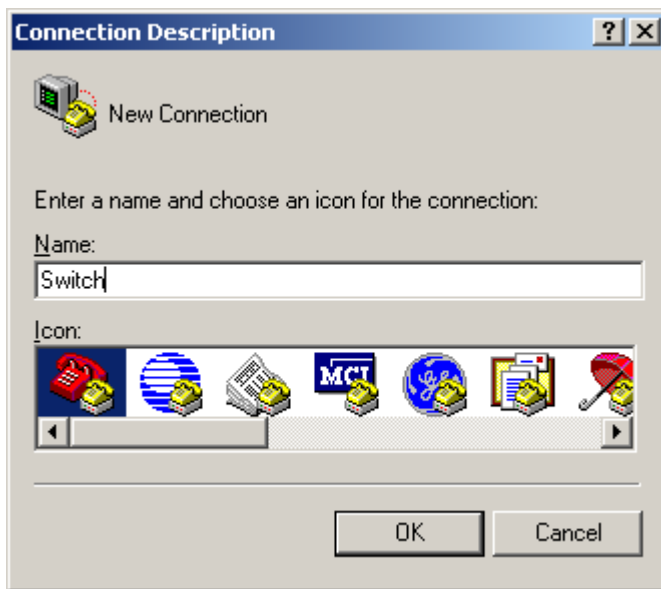 Connection Description
New Connection
Enter a name and choose an icon for the connection:
Name:
Switch
Icon:
MCI
OK Cancel